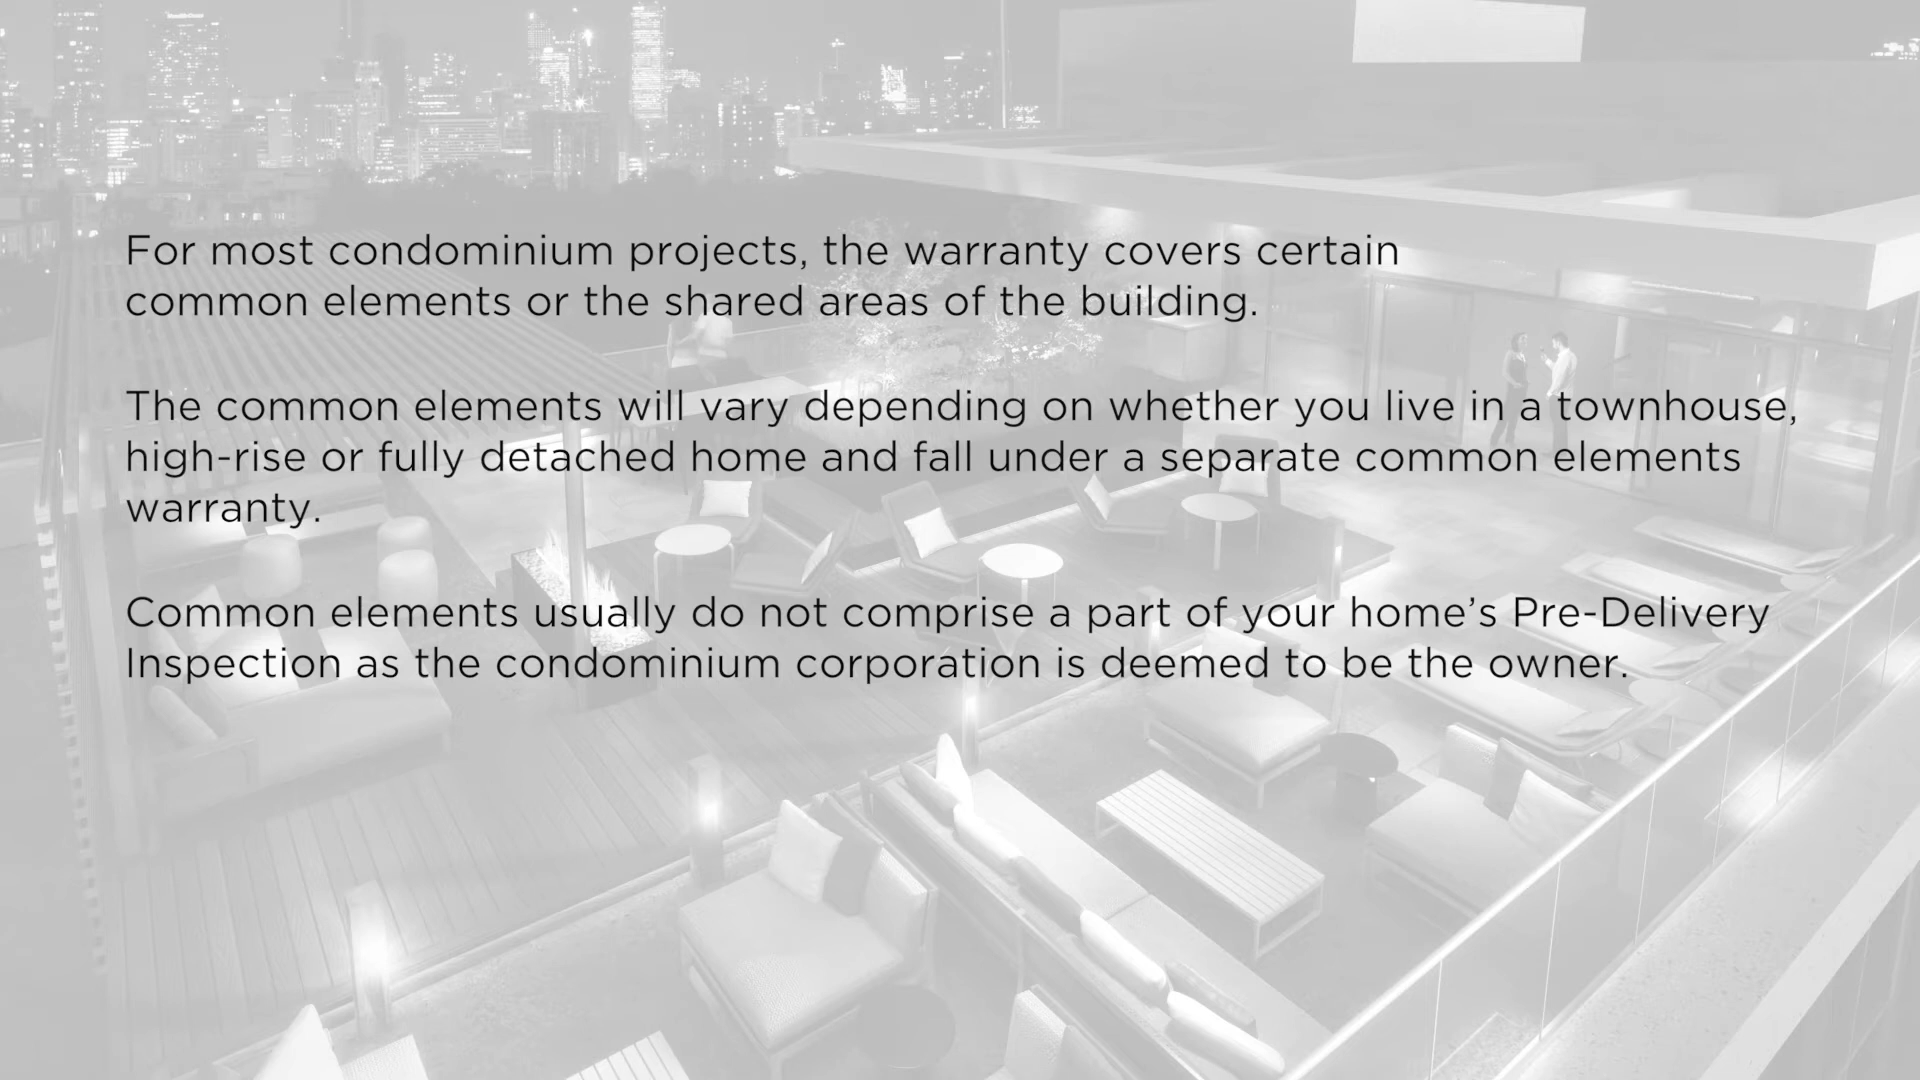 For most condominium projects, the warranty covers certain
common elements or the shared areas of the building.
The common elements will vary depending on whether you live in a townhouse,
high-rise or fully detached home and fall under a separate common elements
warranty.
Common elements usually do not comprise a part of your home’s Pre-Delivery
Inspection as the condominium corporation is deemed to be the owner.